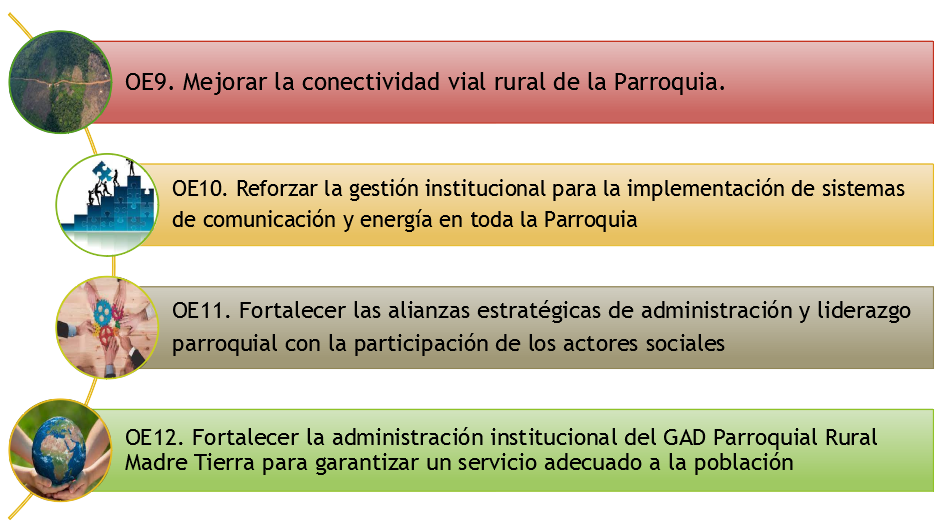 OE9. Mejorar la conectividad vial rural de la Parroquia.
OE10. Reforzar la gestión institucional para la implementación de sistemas
de comunicación y energía en toda la Parroquia
OE11. Fortalecer las alianzas estratégicas de administración y liderazgo
parroquial con la participación de los actores sociales
OE12. Fortalecer la administración institucional del GAD Parroquial Rural
Madre Tierra para garantizar un servicio adecuado a la población